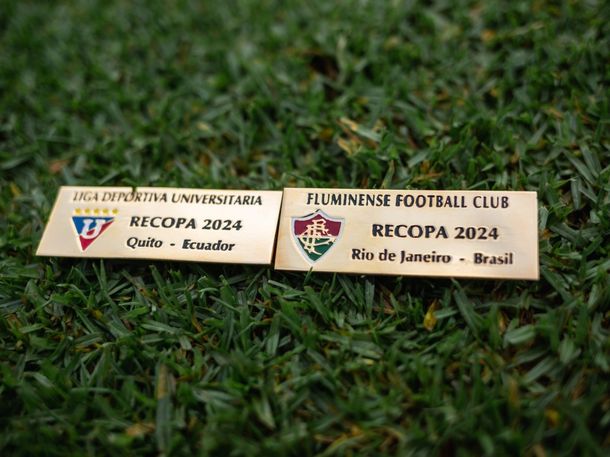 LIGA DEPORTIVA UNIVERSITARIA
U
RECOPA 2024
Quito - Ecuador
FLUMINENSE FOOTBALL CLUB
RECOPA 2024
Rio de Janeiro - Brasil